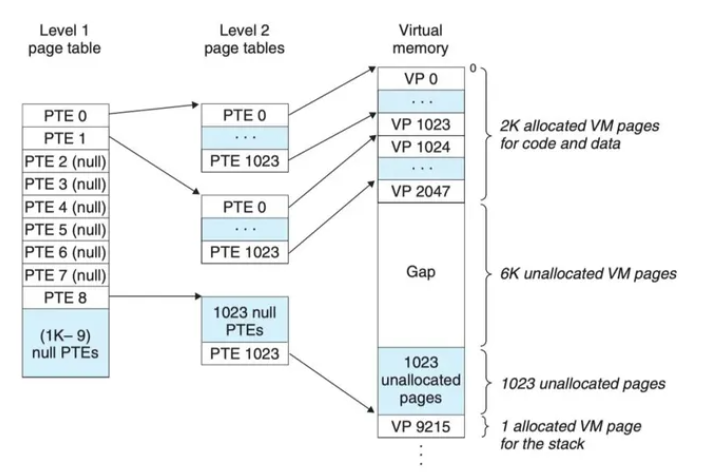 Level 1
page table
Level 2
page tables
Virtual
memory
PTE 0
PTE 1
PTE 2 (null)
PTE 3 (null)
PTE 4 (null)
PTE 5 (null)
PTE 6 (null)
PTE 7 (null)
PTE 8
(1K– 9)
null PTEs
PTE 0
· · ·
PTE 1023
PTE 0
· · ·
PTE 1023
1023 null
PTEs
PTE 1023
0
VP 0
· · ·
VP 1023
VP 1024
· · ·
VP 2047
Gap
1023
unallocated
pages
VP 9215
2K allocated VM pages
for code and data
6K unallocated VM pages
1023 unallocated pages
1 allocated VM page
for the stack